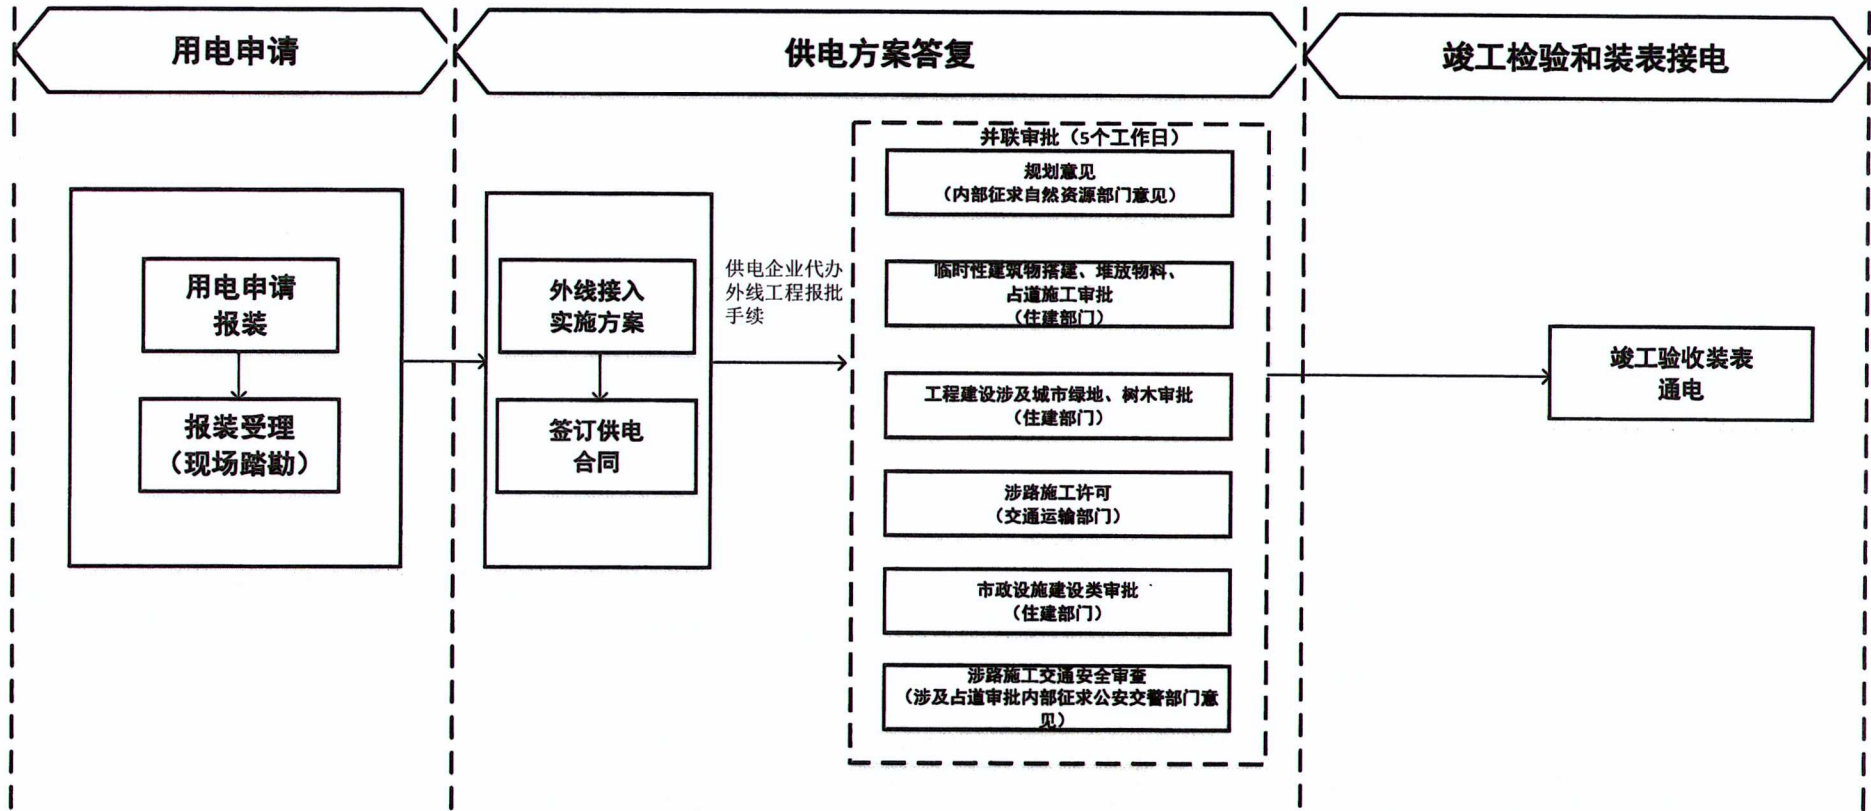 用电申请
供电方案答复
竣工检验和装表接电
用电申请
报装
报装受理
（现场踏勘）
外线接入
实施方案
签订供电
合同
供电企业代办
外线工程报批
手续
并联审批（5个工作日）
规划意见
（内部征求自然资源部门意见）
临时性建筑物搭建、堆放物料、
占道施工审批
（住建部门）
工程建设涉及城市绿地、树木审批
（住建部门）
涉路施工许可
（交通运输部门）
市政设施建设类审批
（住建部门）
涉路施工交通安全审查
（涉及占道审批内部征求公安交警部门意
见）
竣工验收装表
通电